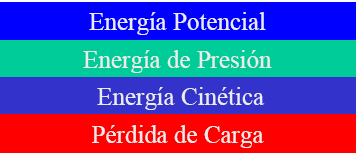 Energía Potencial
Energía de Presión
Energía Cinética
Pérdida de Carga